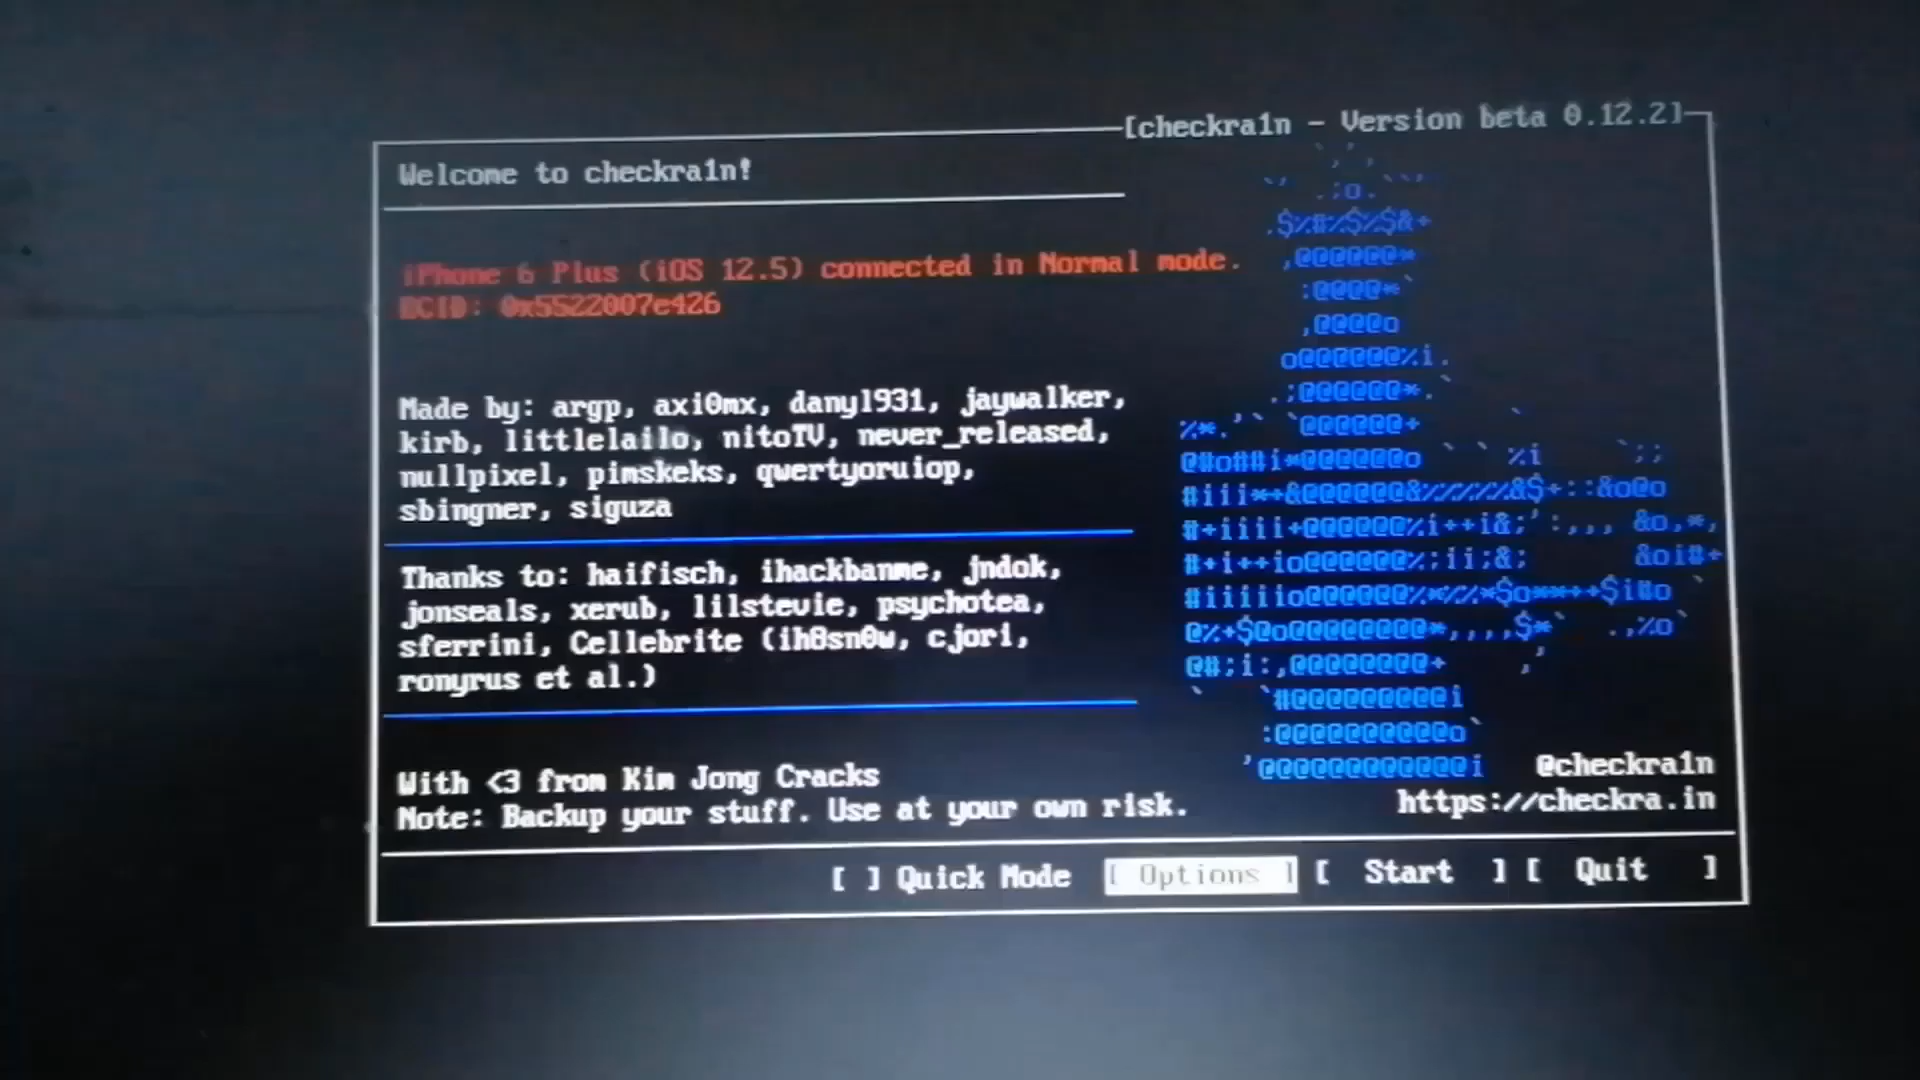 [checkra1n - Version beta 0.12.2]
Welcome to checkra1n!
iPhone 6 Plus (iOS 12.5) connected in Normal mode.
ECID: 0x5522007e426
Made by: argp, axi0mx, danyl931, jaywalker,
kirb, littlelailo, nitoTV, never_released,
nullpixel, pimskeks, qwertyoruiop,
sbingner, siguza
Thanks to: haifisch, ihackbanme, jndok,
jonseals, xerub, lilstevie, psychotea,
sferrini, Cellebrite (ih8sn0w, cjori,
ronyrus et al.)
With <3 from Kim Jong Cracks
Note: Backup your stuff. Use at your own risk.
@checkra1n
https://checkra.in
[ ] Quick Mode [ Options ] [ Start ] [ Quit ]